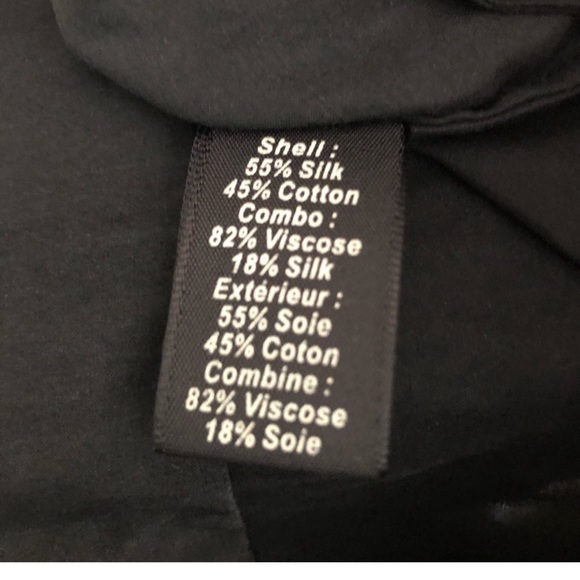 Shell :
55% Silk
45% Cotton
Combo :
82% Viscose
18% Silk
Extérieur :
55% Soie
45% Coton
Combine :
82% Viscose
18% Soie